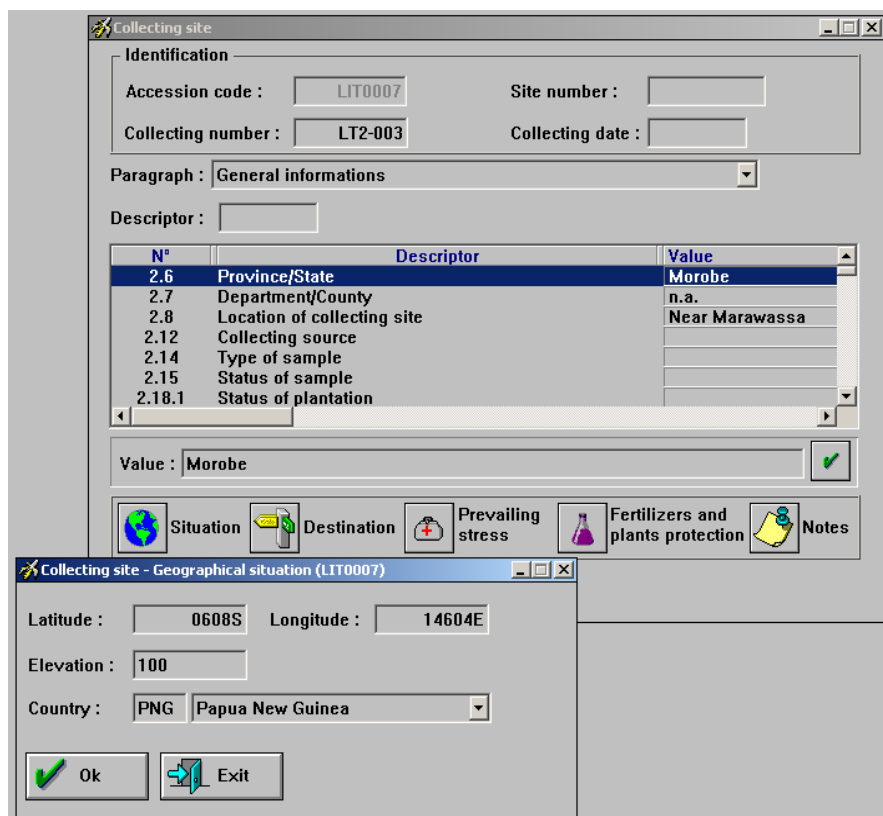 Collecting site
Identification
Accession code : LIT0007 Site number :
Collecting number : LT2-003 Collecting date :
Paragraph : General informations
Descriptor :
N° Descriptor Value
2.6 Province/State Morobe
2.7 Department/County n.a.
2.8 Location of collecting site Near Marawassa
2.12 Collecting source
2.14 Type of sample
2.15 Status of sample
2.18.1 Status of plantation
Value : Morobe
Situation Destination Prevailing stress Fertilizers and plants protection Notes
Collecting site - Geographical situation (LIT0007)
Latitude : 0608S Longitude : 14604E
Elevation : 100
Country : PNG Papua New Guinea
Ok Exit